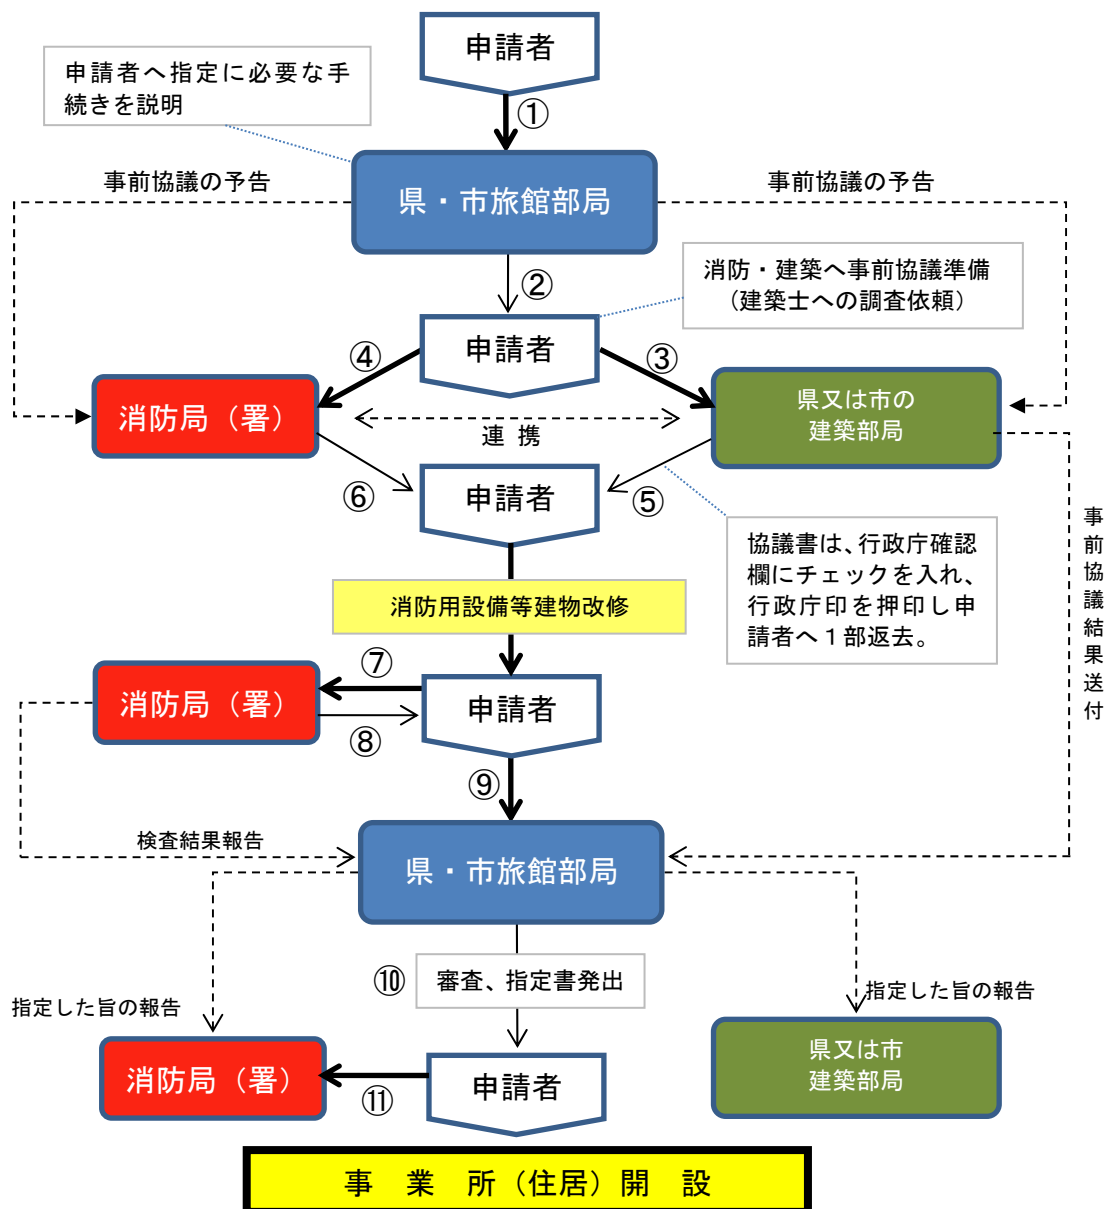 申請者
申請者へ指定に必要な手
続きを説明
①
県・市旅館部局
事前協議の予告
事前協議の予告
②
消防・建築へ事前協議準備
（建築士への調査依頼）
申請者
④
③
消防局（署）
県又は市の
建築部局
連 携
⑥
申請者
⑤
協議書は、行政庁確認
欄にチェックを入れ、
行政庁印を押印し申
請者へ１部返去。
事前協議結果送付
消防用設備等建物改修
⑦
消防局（署）
申請者
⑧
⑨
検査結果報告
県・市旅館部局
⑩
審査、指定書発出
指定した旨の報告
指定した旨の報告
消防局（署）
⑪
申請者
県又は市
建築部局
事　業　所（住居）開　設